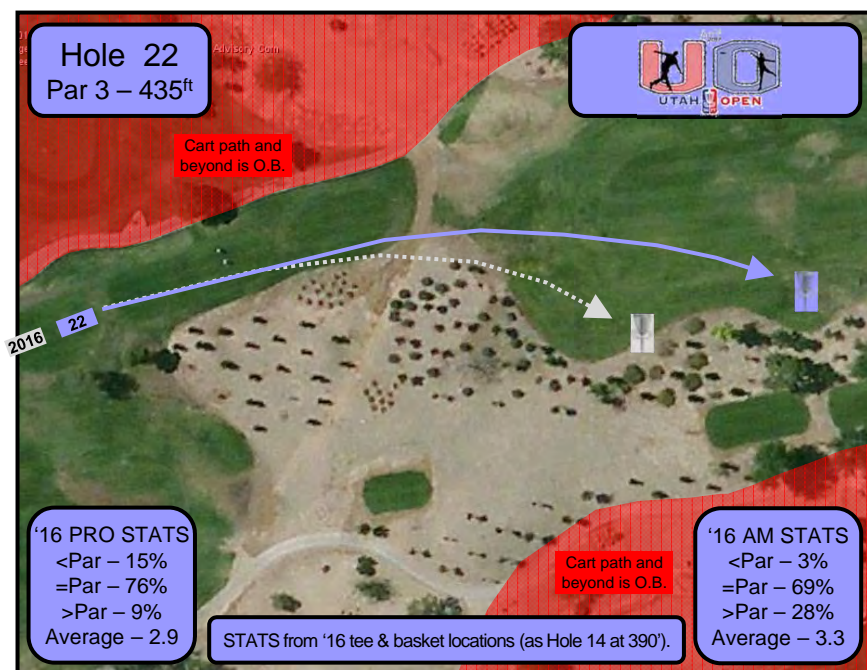 Hole 22
Par 3 – 435ft
Advisory Com
UTAH OPEN
Cart path and
beyond is O.B.
2016
22
'16 PRO STATS
<Par – 15%
=Par – 76%
>Par – 9%
Average – 2.9
Cart path and
beyond is O.B.
STATS from '16 tee & basket locations (as Hole 14 at 390').
'16 AM STATS
<Par – 3%
=Par – 69%
>Par – 28%
Average – 3.3